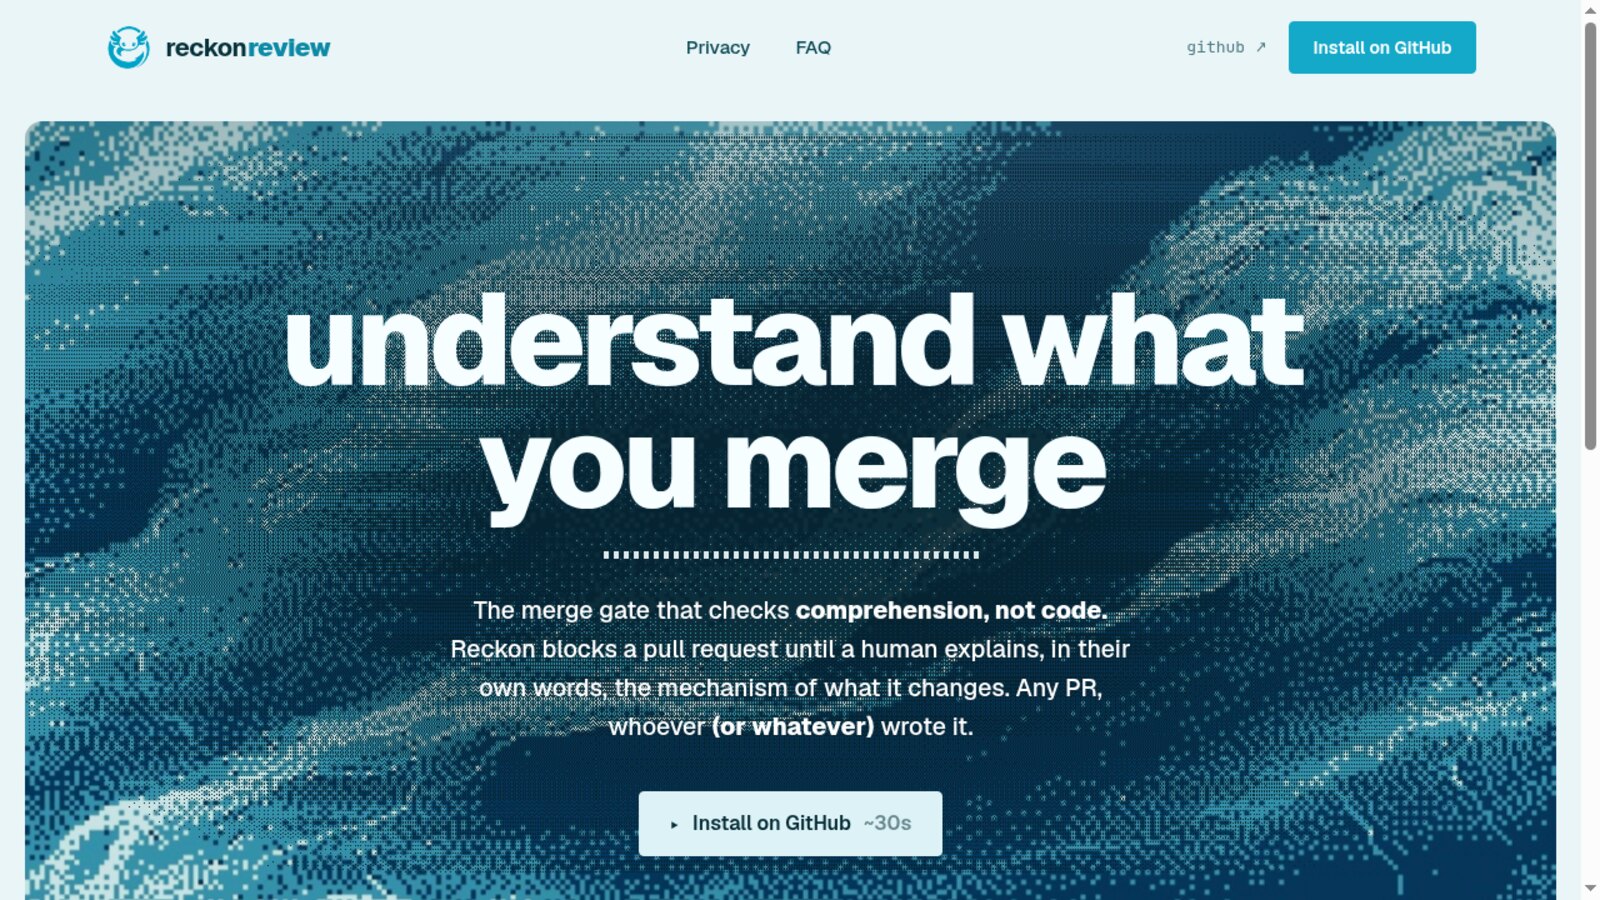 reckonreview
Privacy
FAQ
github ↗
Install on GitHub
understand what
you merge
The merge gate that checks comprehension, not code.
Reckon blocks a pull request until a human explains, in their
own words, the mechanism of what it changes. Any PR,
whoever (or whatever) wrote it.
▸ Install on GitHub ~30s